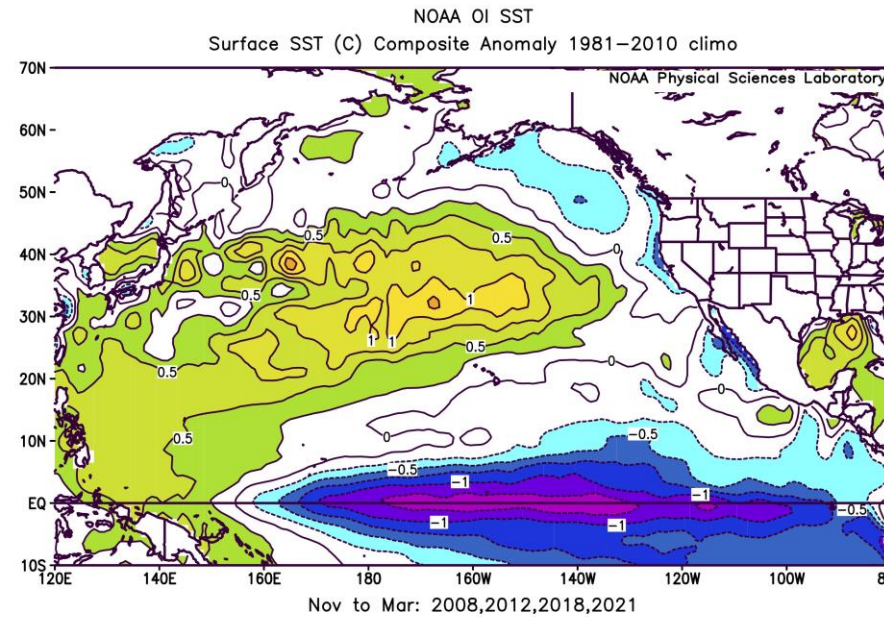 NOAA OI SST
Surface SST (C) Composite Anomaly 1981-2010 climo
NOAA Physical Sciences Laboratory
70N
60N
50N
40N
30N
20N
10N
EQ
10S
0
0.5
0.5
0
0.5
1
1
1
1
0.5
0
0.5
0
0.5
0
-0.5
-0.5
-1
-1
-1
-1
-0.5
120E 140E 160E 180 160W 140W 120W 100W 80
Nov to Mar: 2008,2012,2018,2021